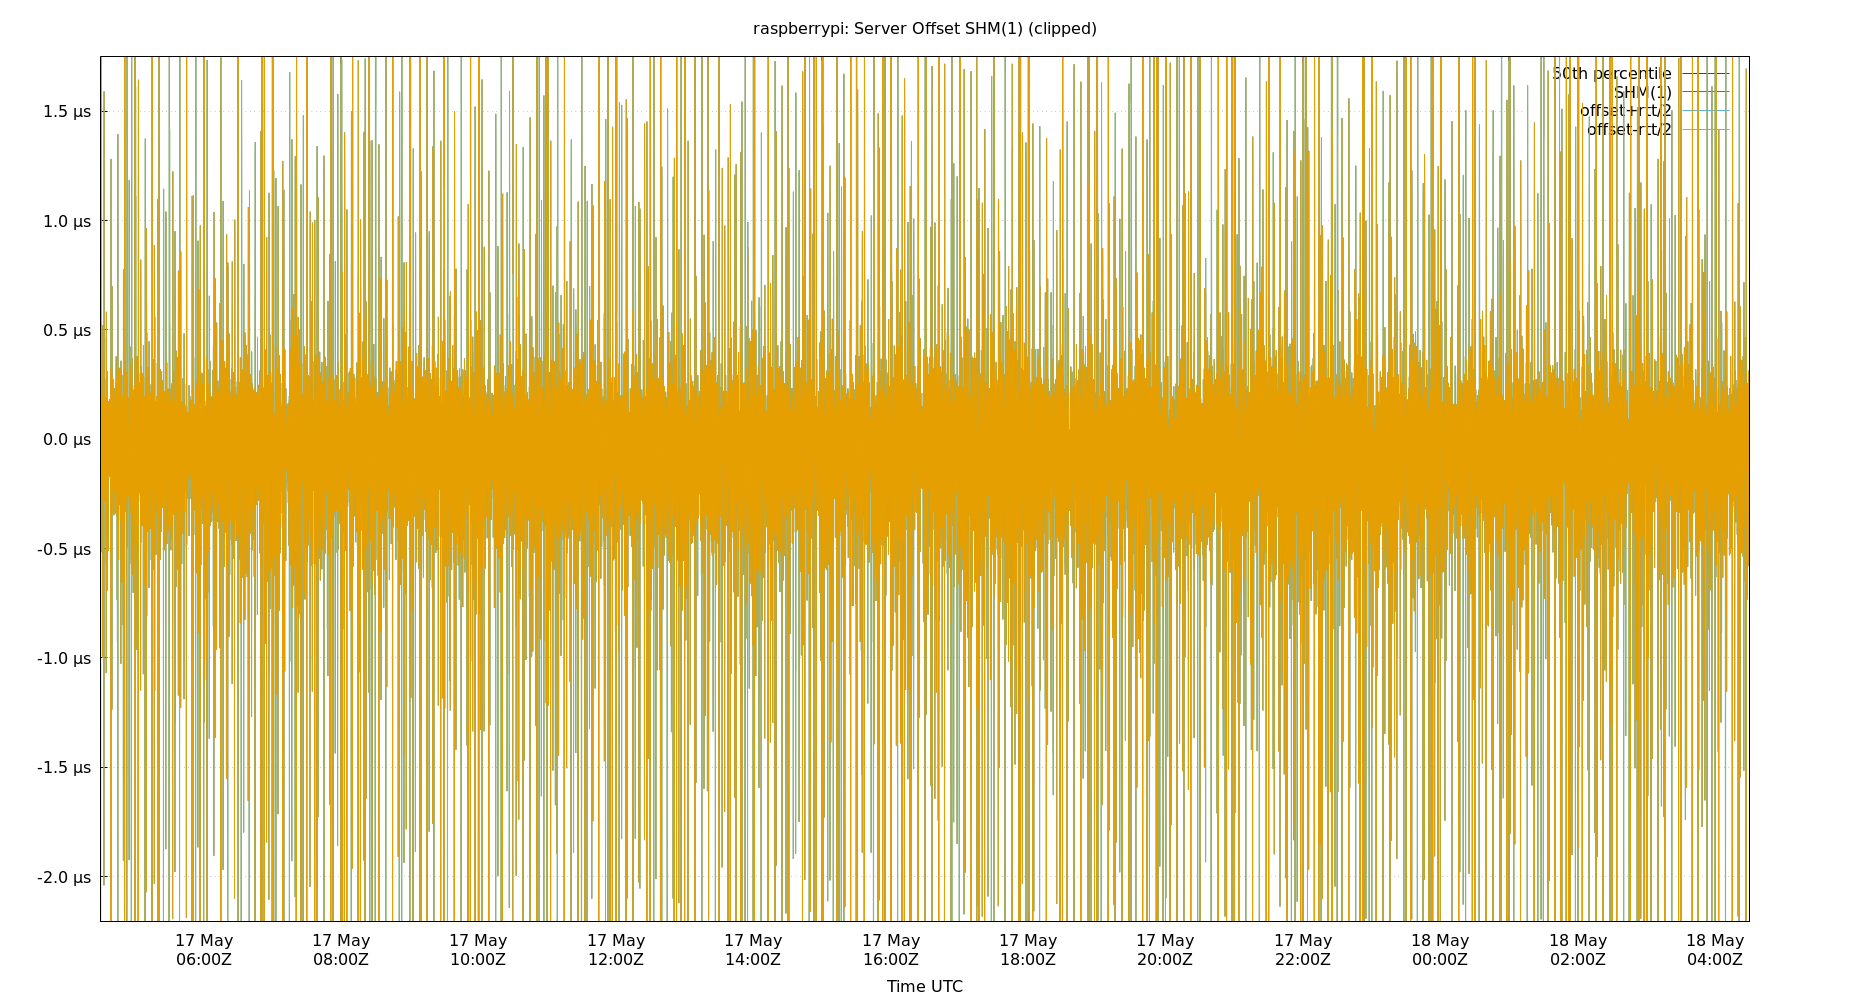 raspberrypi: Server Offset SHM(1) (clipped)
50th percentile
SHM(1)
offset+rtt/2
offset-rtt/2
1.5 µs
1.0 µs
0.5 µs
0.0 µs
-0.5 µs
-1.0 µs
-1.5 µs
-2.0 µs
17 May 17 May 17 May 17 May 17 May 17 May 17 May 17 May 17 May 18 May 18 May 18 May
06:00Z 08:00Z 10:00Z 12:00Z 14:00Z 16:00Z 18:00Z 20:00Z 22:00Z 00:00Z 02:00Z 04:00Z
Time UTC